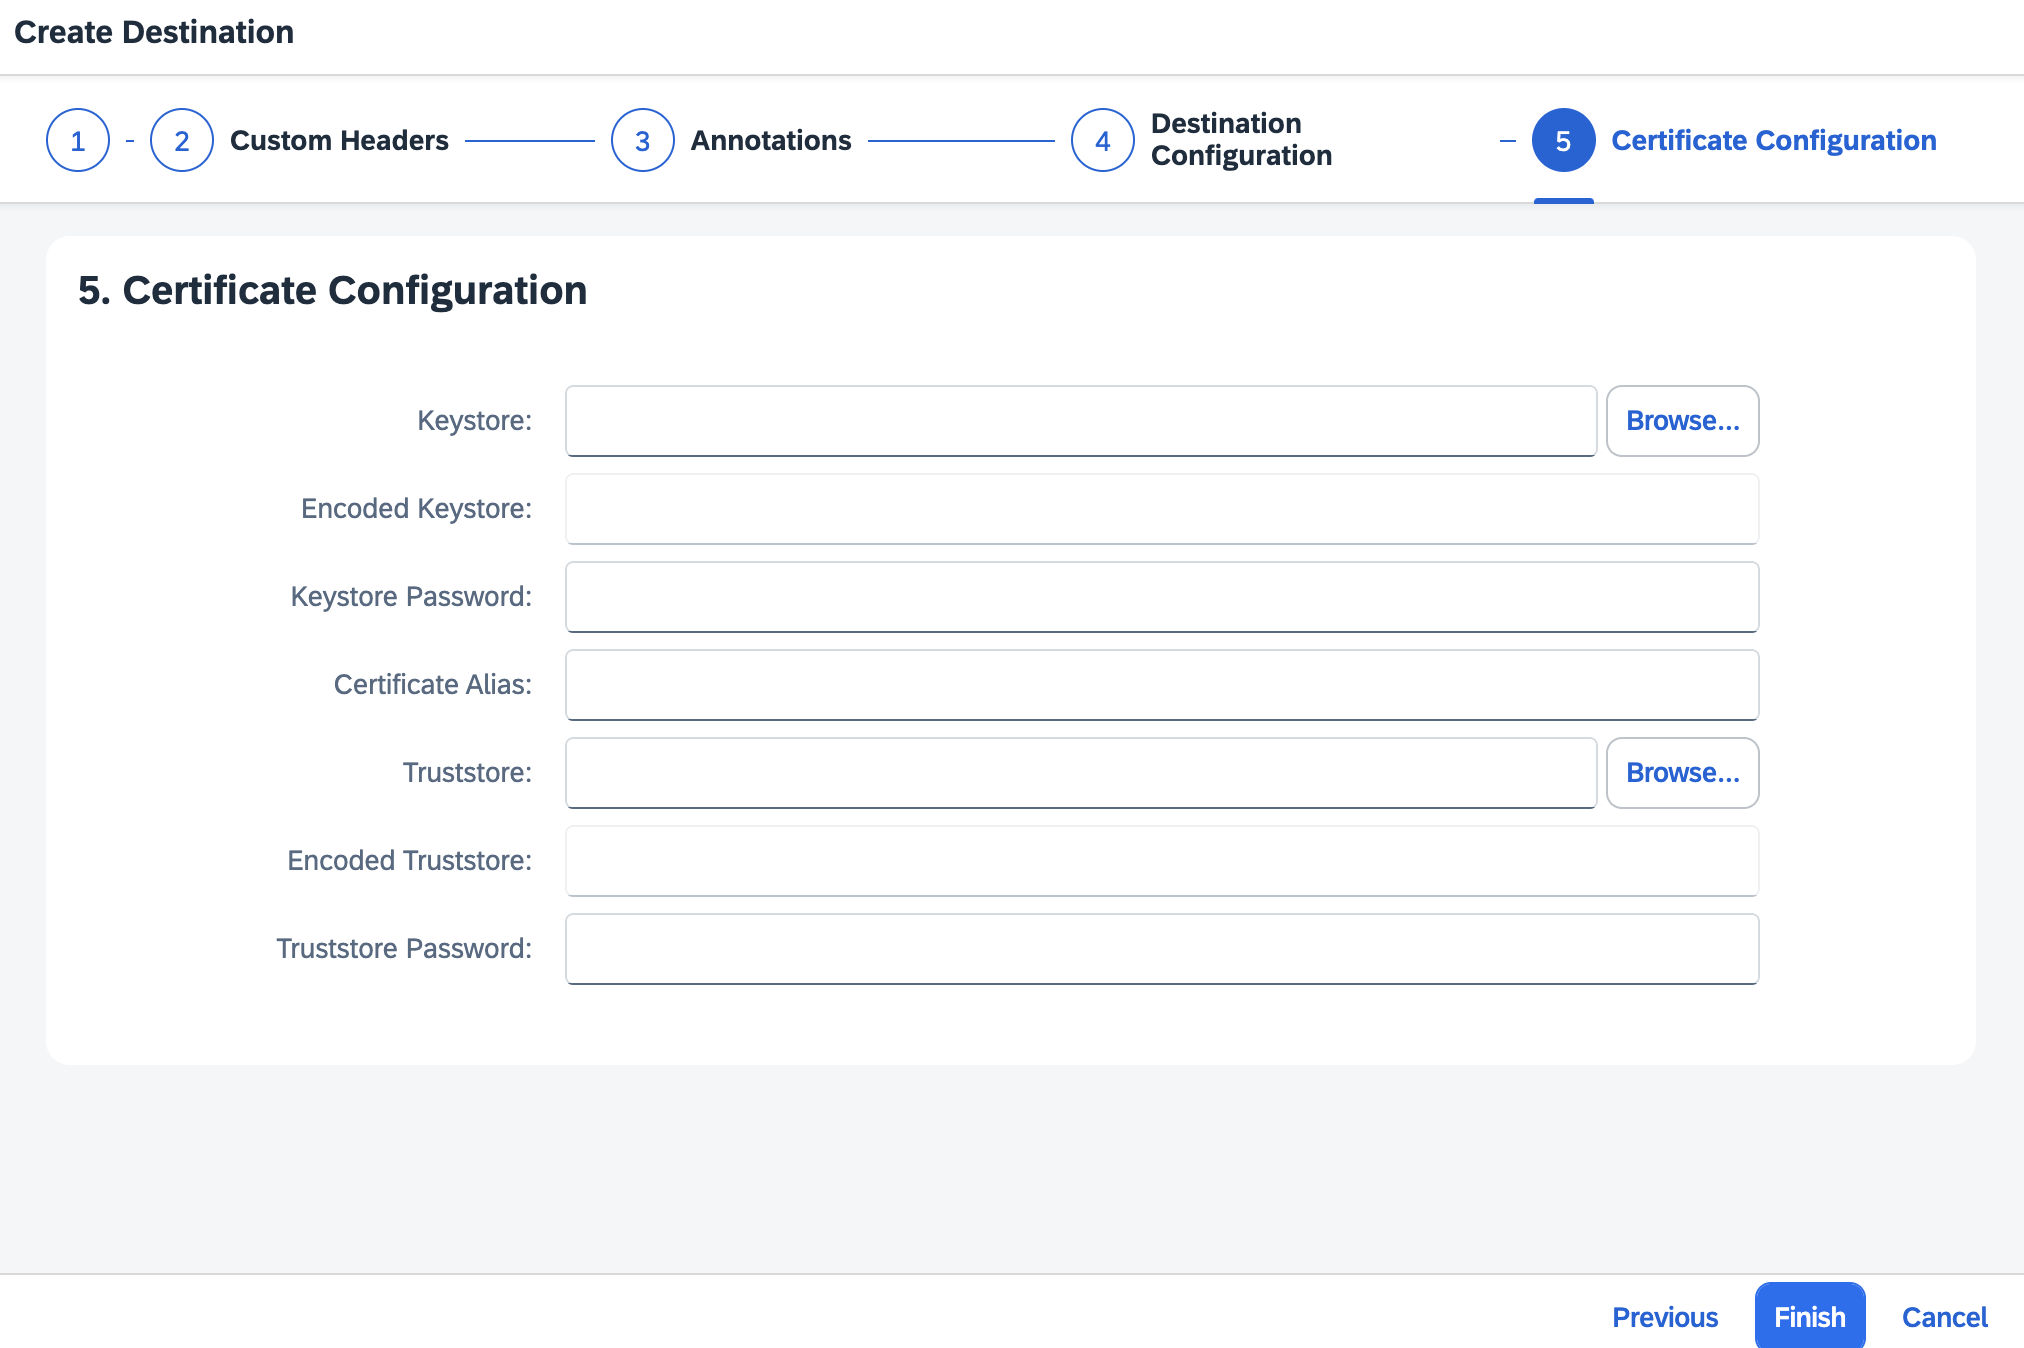 Create Destination
1 - 2 Custom Headers 3 Annotations 4 Destination Configuration 5 Certificate Configuration
5. Certificate Configuration
Keystore: Browse...
Encoded Keystore:
Keystore Password:
Certificate Alias:
Truststore: Browse...
Encoded Truststore:
Truststore Password:
Previous Finish Cancel